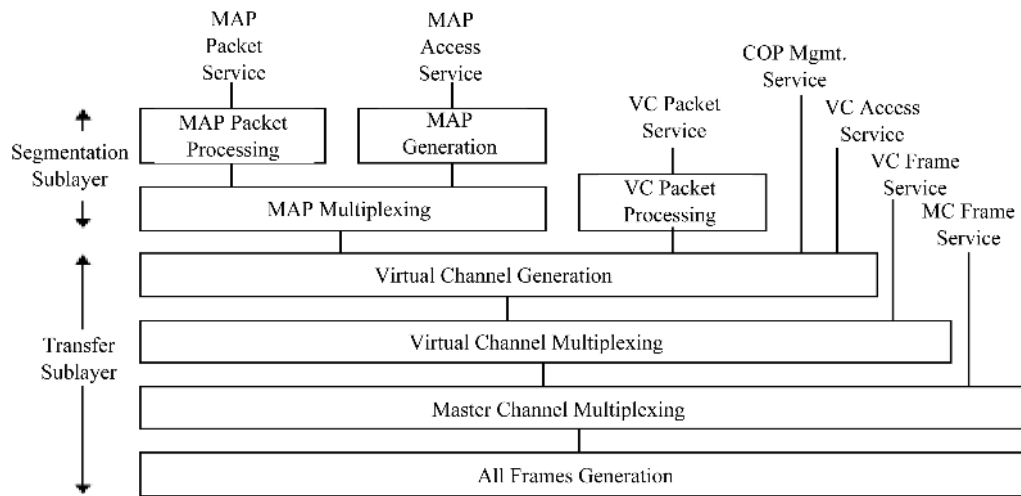 MAP
Packet
Service
MAP
Access
Service
COP Mgmt.
Service
VC Packet
Service
VC Access
Service
VC Frame
Service
MC Frame
Service
Segmentation
Sublayer
MAP Packet
Processing
MAP
Generation
MAP Multiplexing
VC Packet
Processing
Transfer
Sublayer
Virtual Channel Generation
Virtual Channel Multiplexing
Master Channel Multiplexing
All Frames Generation